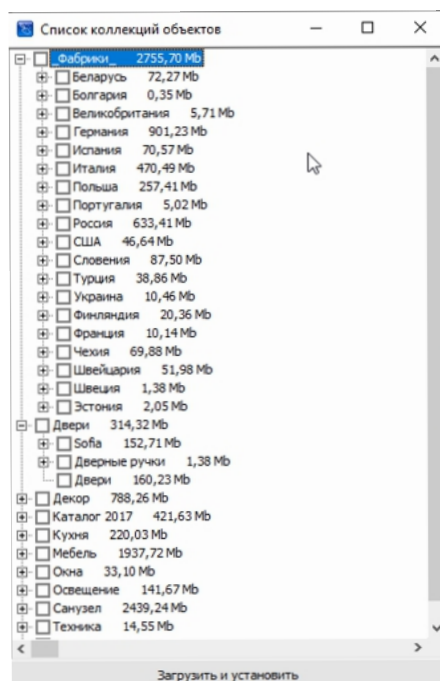 Список коллекций объектов
_Фабрики_ 2755,70 Mb
Беларусь 72,27 Mb
Болгария 0,35 Mb
Великобритания 5,71 Mb
Германия 901,23 Mb
Испания 70,57 Mb
Италия 470,49 Mb
Польша 257,41 Mb
Португалия 5,02 Mb
Россия 633,41 Mb
США 46,64 Mb
Словения 87,50 Mb
Турция 38,86 Mb
Украина 10,46 Mb
Финляндия 20,36 Mb
Франция 10,14 Mb
Чехия 69,88 Mb
Швейцария 51,98 Mb
Швеция 1,38 Mb
Эстония 2,05 Mb
Двери 314,32 Mb
Sofia 152,71 Mb
Дверные ручки 1,38 Mb
Двери 160,23 Mb
Декор 788,26 Mb
Каталог 2017 421,63 Mb
Кухня 220,03 Mb
Мебель 1937,72 Mb
Окна 33,10 Mb
Освещение 141,67 Mb
Санузел 2439,24 Mb
Техника 14,55 Mb
Загрузить и установить